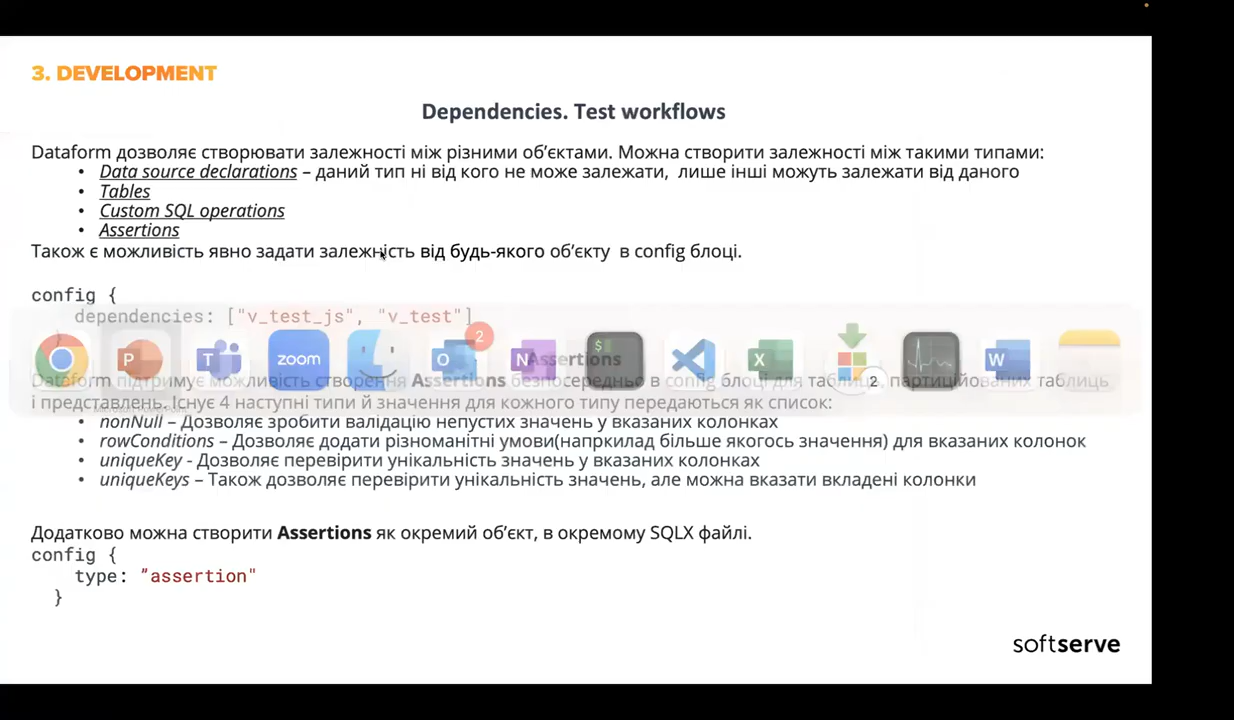 3. DEVELOPMENT
Dependencies. Test workflows
Dataform дозволяє створювати залежності між різними об’єктами. Можна створити залежності між такими типами:
• Data source declarations – даний тип ні від кого не може залежати, лише інші можуть залежати від даного
• Tables
• Custom SQL operations
• Assertions
Також є можливість явно задати залежність від будь-якого об’єкту в config блоці.
config {
dependencies: ["v_test_js", "v_test"]
2
P
T
zoom
O
N
$
X
2
W
Assertions
Dataform підтримує можливість створення Assertions безпосередньо в config блоці для таблиць, партиційованих таблиць
і представлень. Існує 4 наступні типи й значення для кожного типу передаються як список:
• nonNull – Дозволяє зробити валідацію непустих значень у вказаних колонках
• rowConditions – Дозволяє додати різноманітні умови(напркилад більше якогось значення) для вказаних колонок
• uniqueKey - Дозволяє перевірити унікальність значень у вказаних колонках
• uniqueKeys – Також дозволяє перевірити унікальність значень, але можна вказати вкладені колонки
Додатково можна створити Assertions як окремий об’єкт, в окремому SQLX файлі.
config {
type: “assertion"
}
softserve